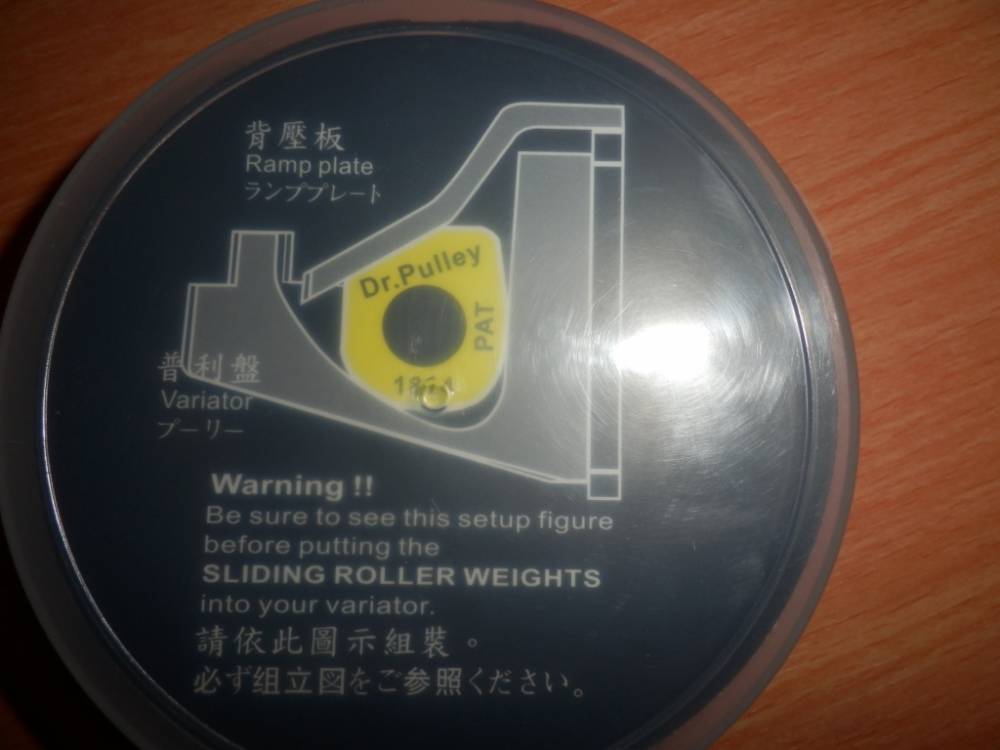 背壓板
Ramp plate
ランププレート
Dr.Pulley
PAT
普利盤
Variator
プーリー
Warning !!
Be sure to see this setup figure
before putting the
SLIDING ROLLER WEIGHTS
into your variator.
請依此圖示組裝。
必ず组立図をご参照ください。